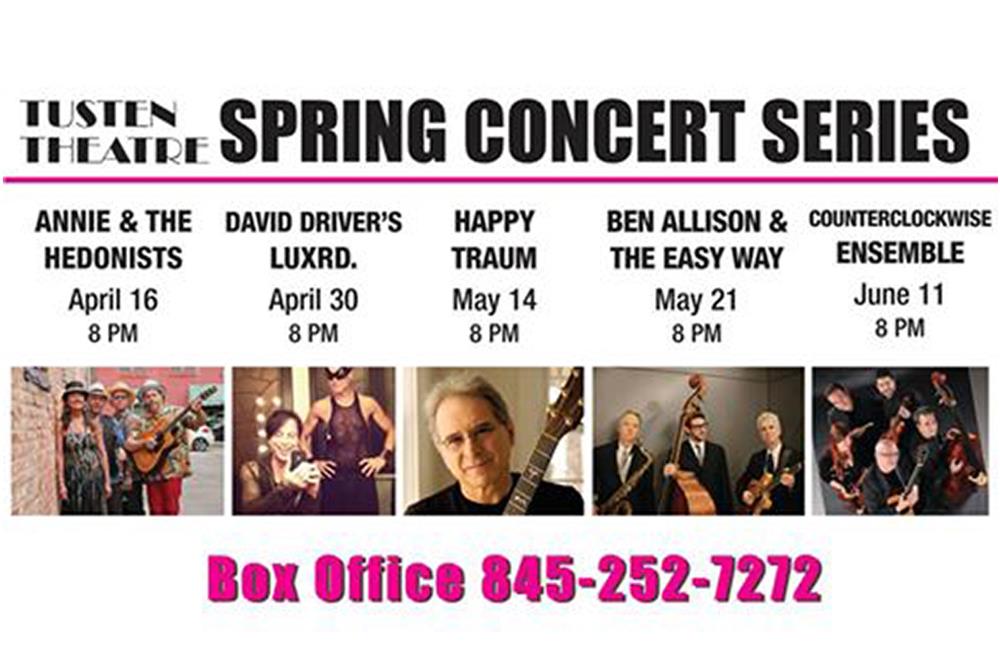 TUSTEN
THEATRE
SPRING CONCERT SERIES
ANNIE & THE
HEDONISTS
April 16
8 PM
DAVID DRIVER'S
LUXRD.
April 30
8 PM
HAPPY
TRAUM
May 14
8 PM
BEN ALLISON &
THE EASY WAY
May 21
8 PM
COUNTERCLOCKWISE
ENSEMBLE
June 11
8 PM
Box Office 845-252-7272